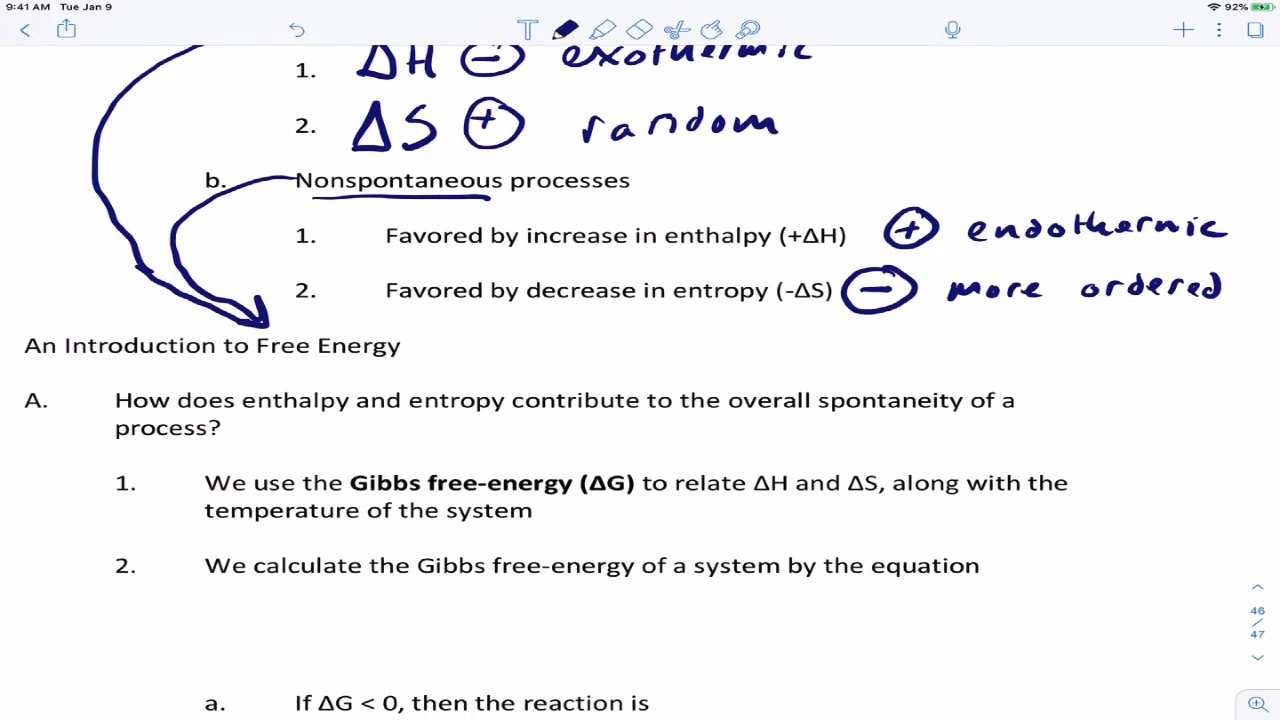 9:41 AM Tue Jan 9 92%
1. ΔH − exothermic
2. ΔS + random
b. Nonspontaneous processes
1. Favored by increase in enthalpy (+ΔH) + endothermic
2. Favored by decrease in entropy (-ΔS) − more ordered
An Introduction to Free Energy
A. How does enthalpy and entropy contribute to the overall spontaneity of a
process?
1. We use the Gibbs free-energy (ΔG) to relate ΔH and ΔS, along with the
temperature of the system
2. We calculate the Gibbs free-energy of a system by the equation
46
/
47
a. If ΔG < 0, then the reaction is